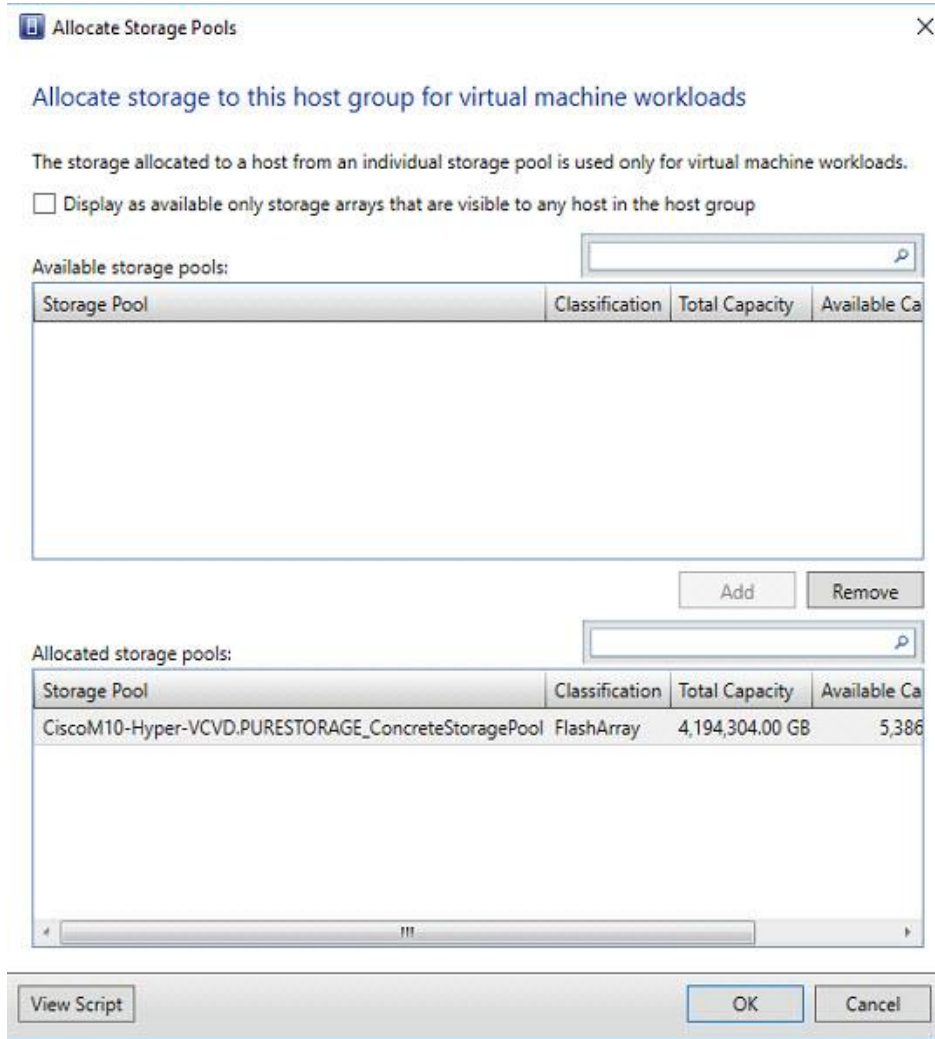 Allocate Storage Pools
Allocate storage to this host group for virtual machine workloads
The storage allocated to a host from an individual storage pool is used only for virtual machine workloads.
Display as available only storage arrays that are visible to any host in the host group
Available storage pools:
Storage Pool Classification Total Capacity Available Ca
Add Remove
Allocated storage pools:
Storage Pool Classification Total Capacity Available Ca
CiscoM10-Hyper-VCVD.PURESTORAGE_ConcreteStoragePool FlashArray 4,194,304.00 GB 5,386
View Script OK Cancel